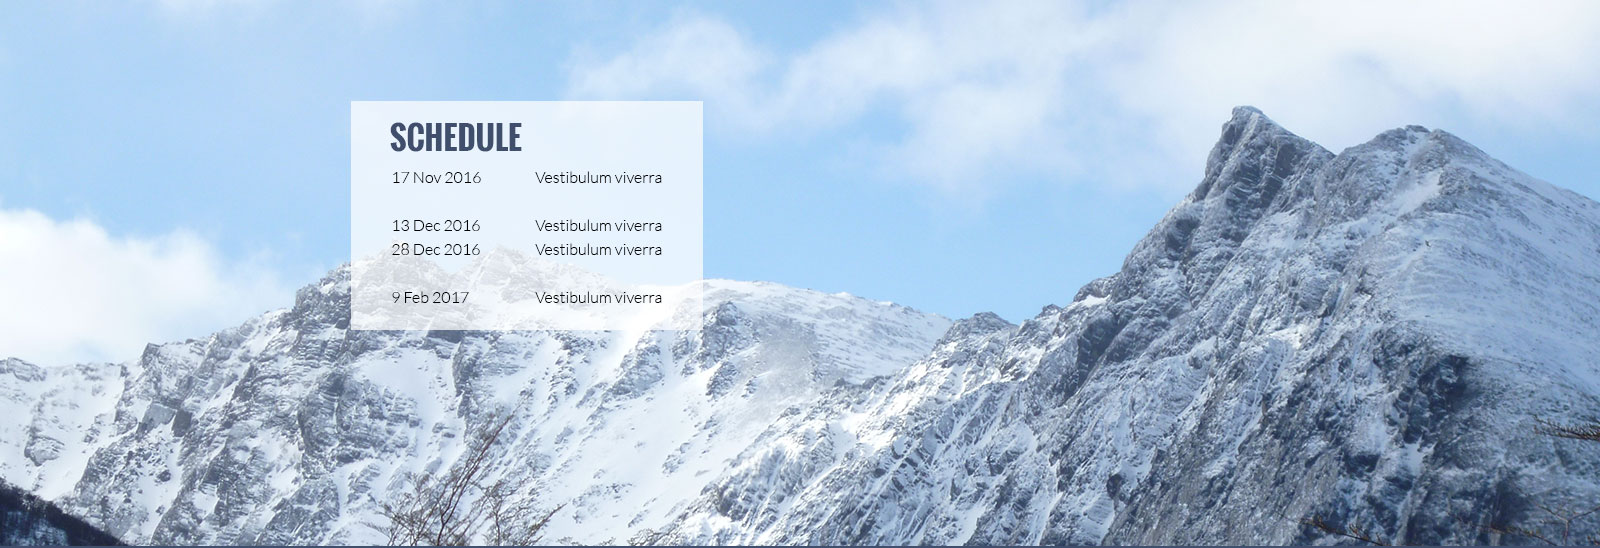 SCHEDULE
17 Nov 2016 Vestibulum viverra
13 Dec 2016 Vestibulum viverra
28 Dec 2016 Vestibulum viverra
9 Feb 2017 Vestibulum viverra